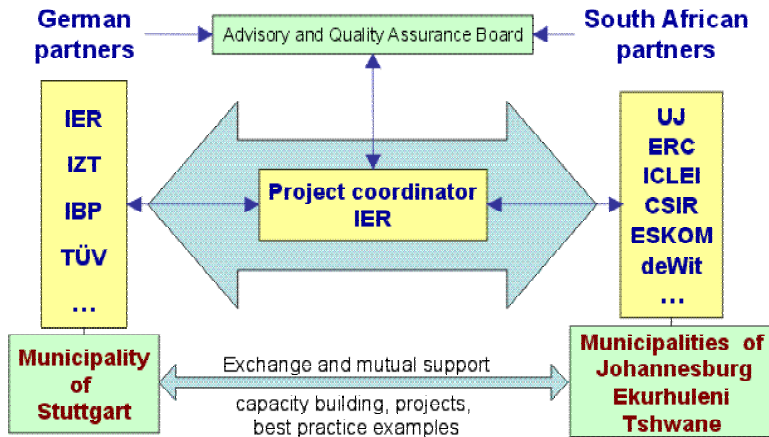 German
partners
Advisory and Quality Assurance Board
South African
partners
IER
IZT
IBP
TÜV
...
Project coordinator
IER
UJ
ERC
ICLEI
CSIR
ESKOM
deWit
...
Municipality
of
Stuttgart
Exchange and mutual support
capacity building, projects,
best practice examples
Municipalities of
Johannesburg
Ekurhuleni
Tshwane